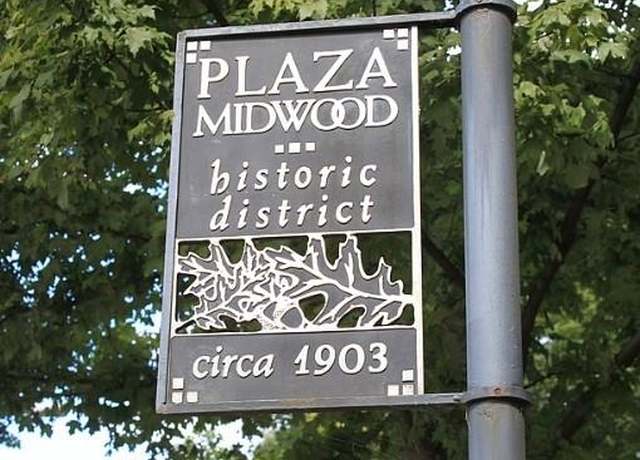 PLAZA
MIDWOOD
historic
district
circa 1903